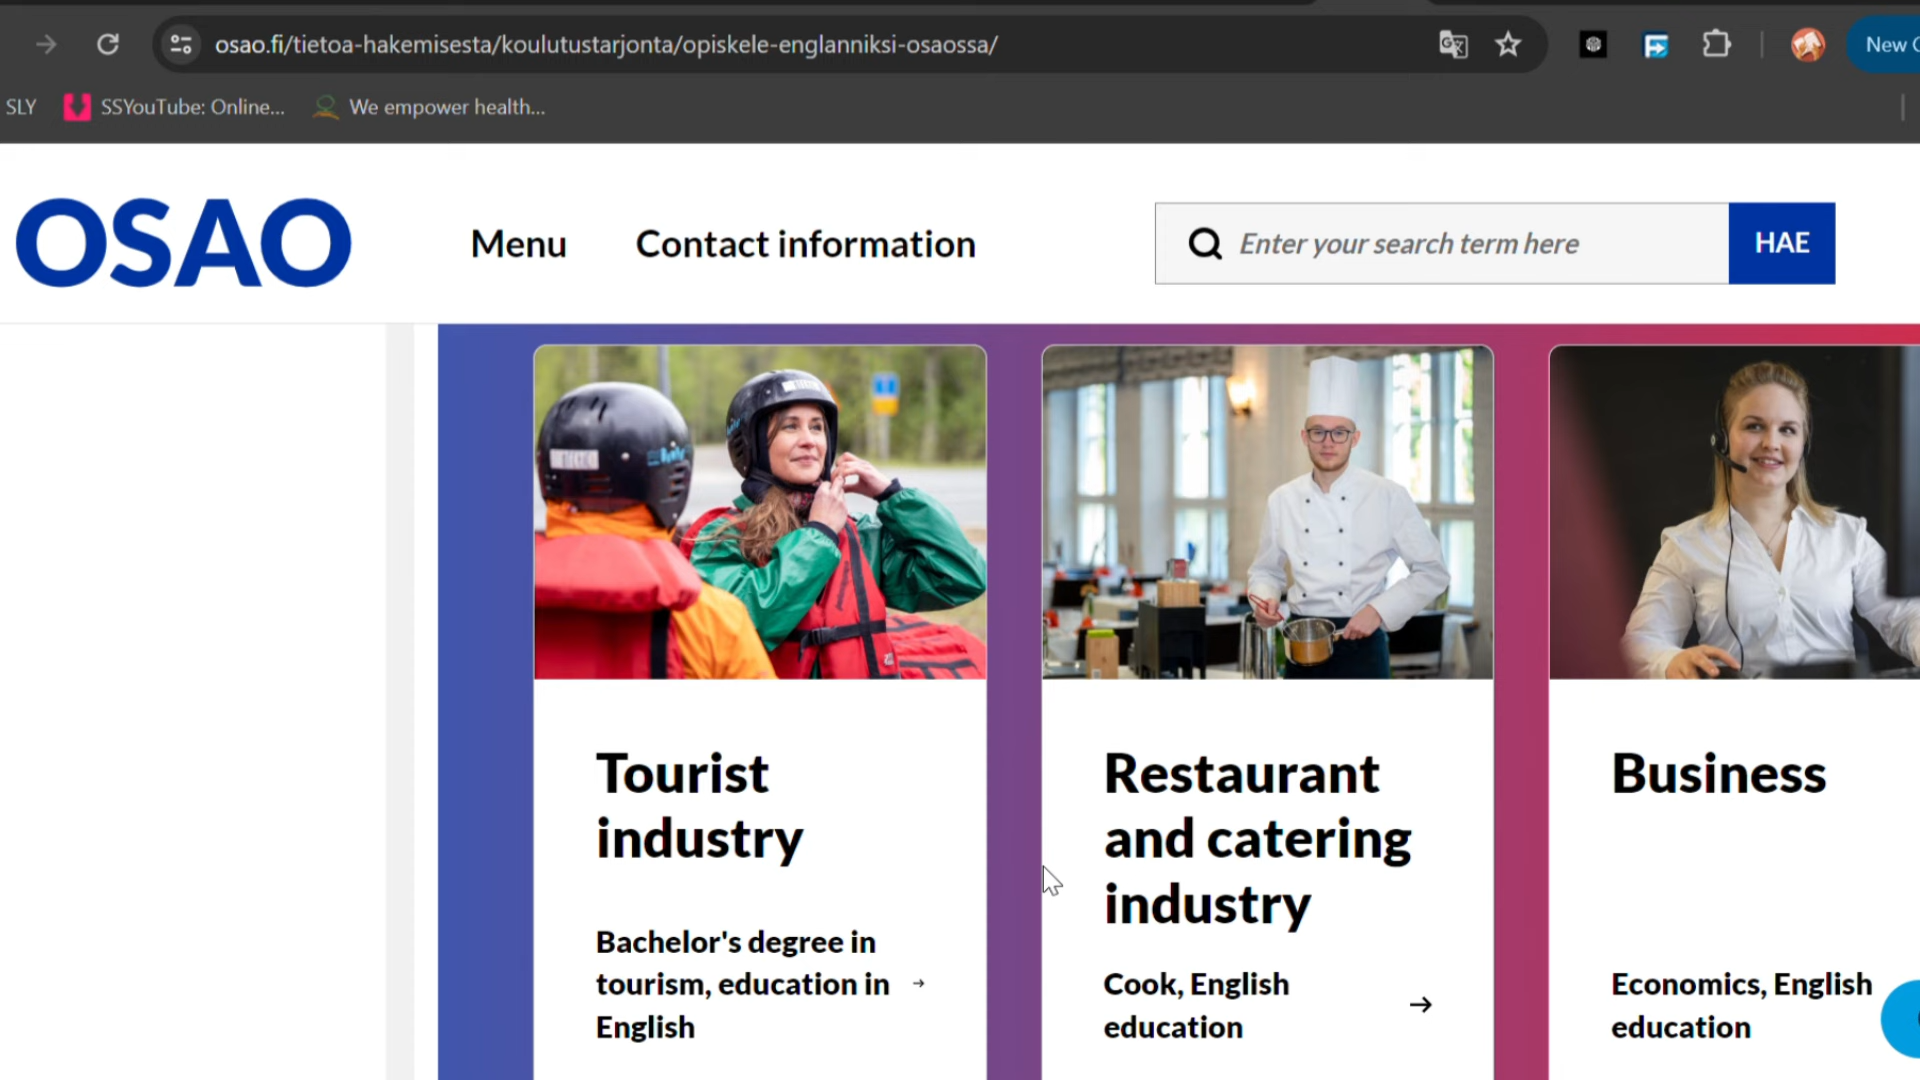 osao.fi/tietoa-hakemisesta/koulutustarjonta/opiskele-englanniksi-osaossa/
New C
SLY
SSYouTube: Online...
We empower health...
OSAO
Menu
Contact information
Enter your search term here
HAE
Tourist
industry
Bachelor's degree in
tourism, education in
English
Restaurant
and catering
industry
Cook, English
education
Business
Economics, English
education